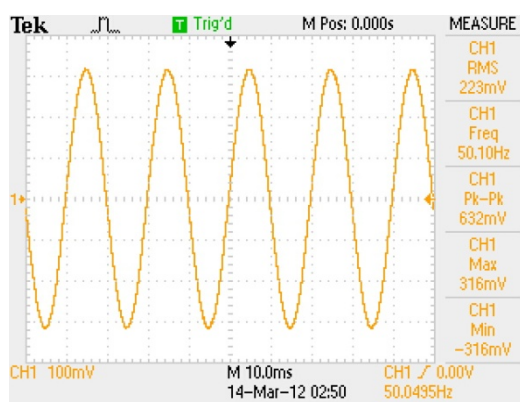 Tek T Trig'd M Pos: 0.000s MEASURE
CH1
RMS
223mV
CH1
Freq
50.10Hz
CH1
Pk-Pk
632mV
CH1
Max
316mV
CH1
Min
-316mV
1
CH1 100mV M 10.0ms CH1 / 0.00V
14-Mar-12 02:50 50.0495Hz